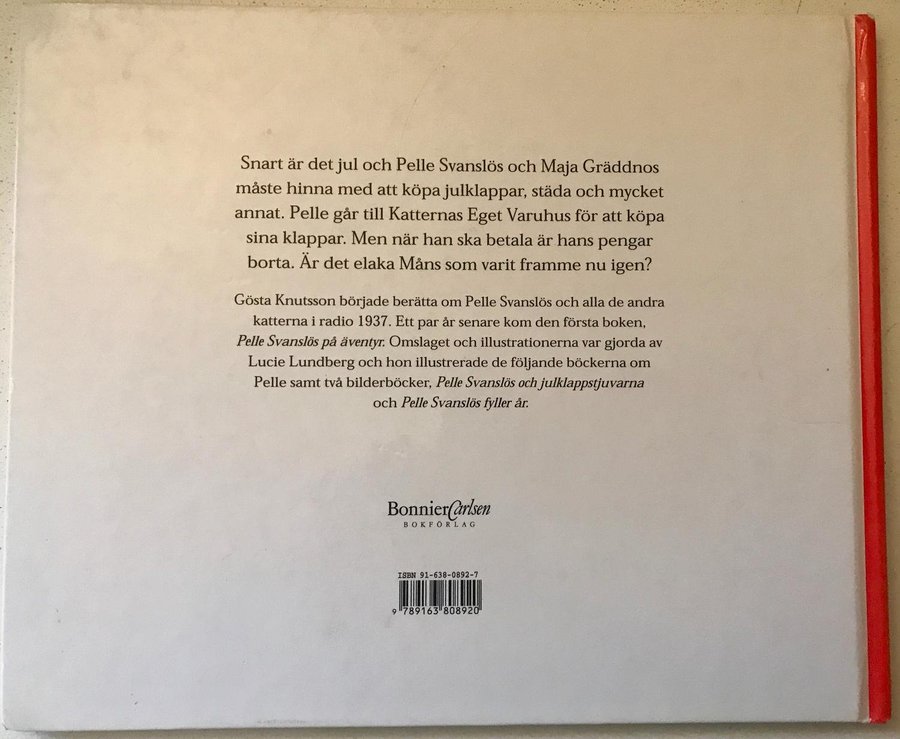 Snart är det jul och Pelle Svanslös och Maja Gräddnos
måste hinna med att köpa julklappar, städa och mycket
annat. Pelle går till Katternas Eget Varuhus för att köpa
sina klappar. Men när han ska betala är hans pengar
borta. Är det elaka Måns som varit framme nu igen?
Gösta Knutsson började berätta om Pelle Svanslös och alla de andra
katterna i radio 1937. Ett par år senare kom den första boken,
Pelle Svanslös på äventyr. Omslaget och illustrationerna var gjorda av
Lucie Lundberg och hon illustrerade de följande böckerna om
Pelle samt två bilderböcker, Pelle Svanslös och julklappstjuvarna
och Pelle Svanslös fyller år.
BonnierCarlsen
BOKFÖRLAG
ISBN 91-638-0892-7
9 789163 808920